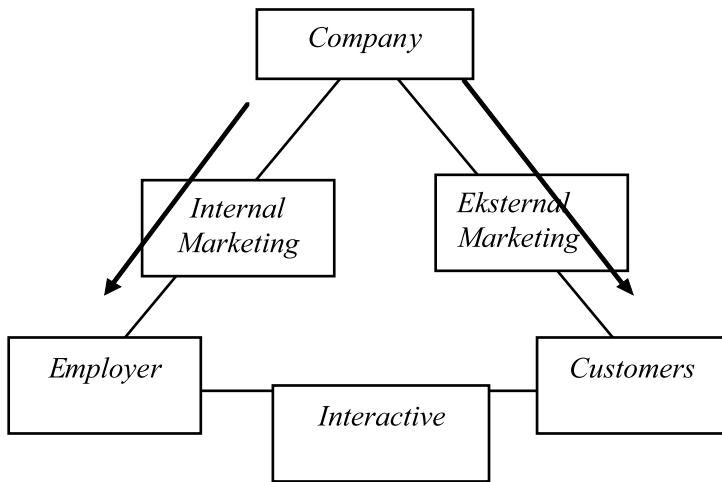 Company
Internal
Marketing
Eksternal
Marketing
Employer
Customers
Interactive